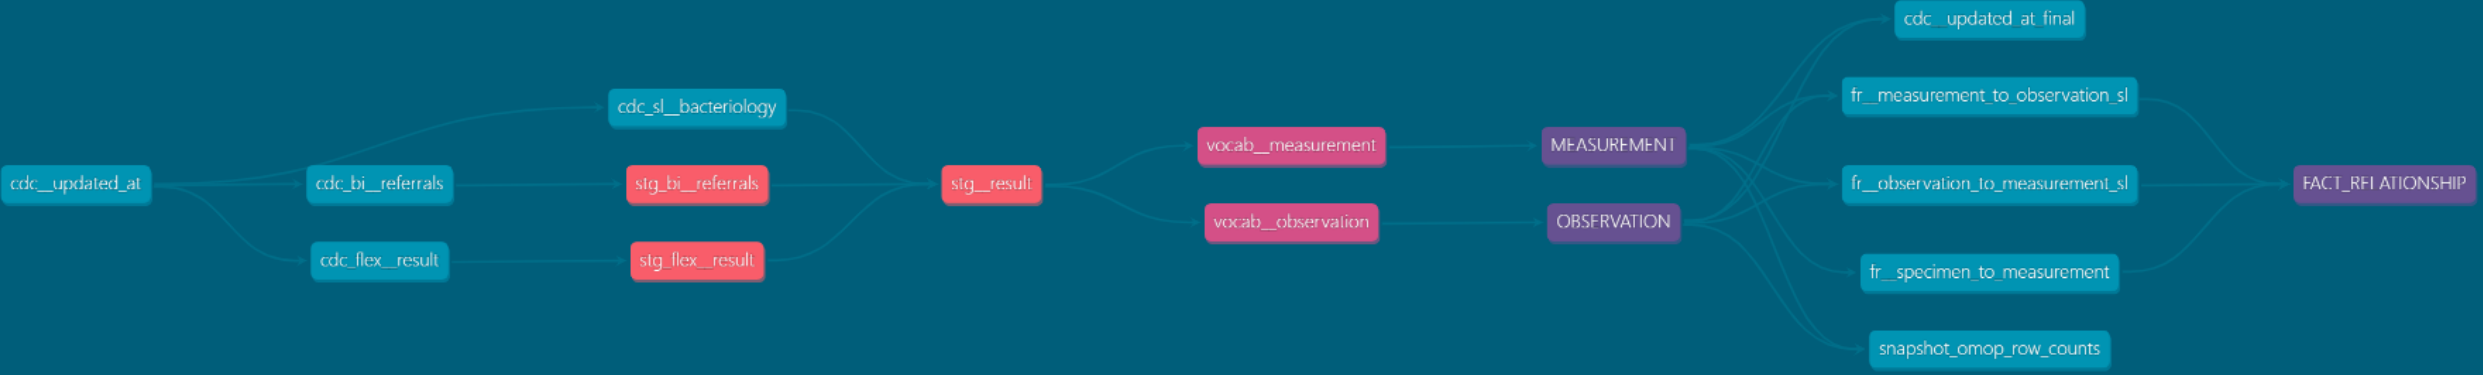 cdc__updated_at
cdc_sl__bacteriology
cdc_bi__referrals
cdc_flex__result
stg_bi__referrals
stg_flex__result
stg__result
vocab__measurement
vocab__observation
MEASUREMENT
OBSERVATION
cdc__updated_at_final
fr__measurement_to_observation_sl
fr__observation_to_measurement_sl
fr__specimen_to_measurement
snapshot_omop_row_counts
FACT_RELATIONSHIP